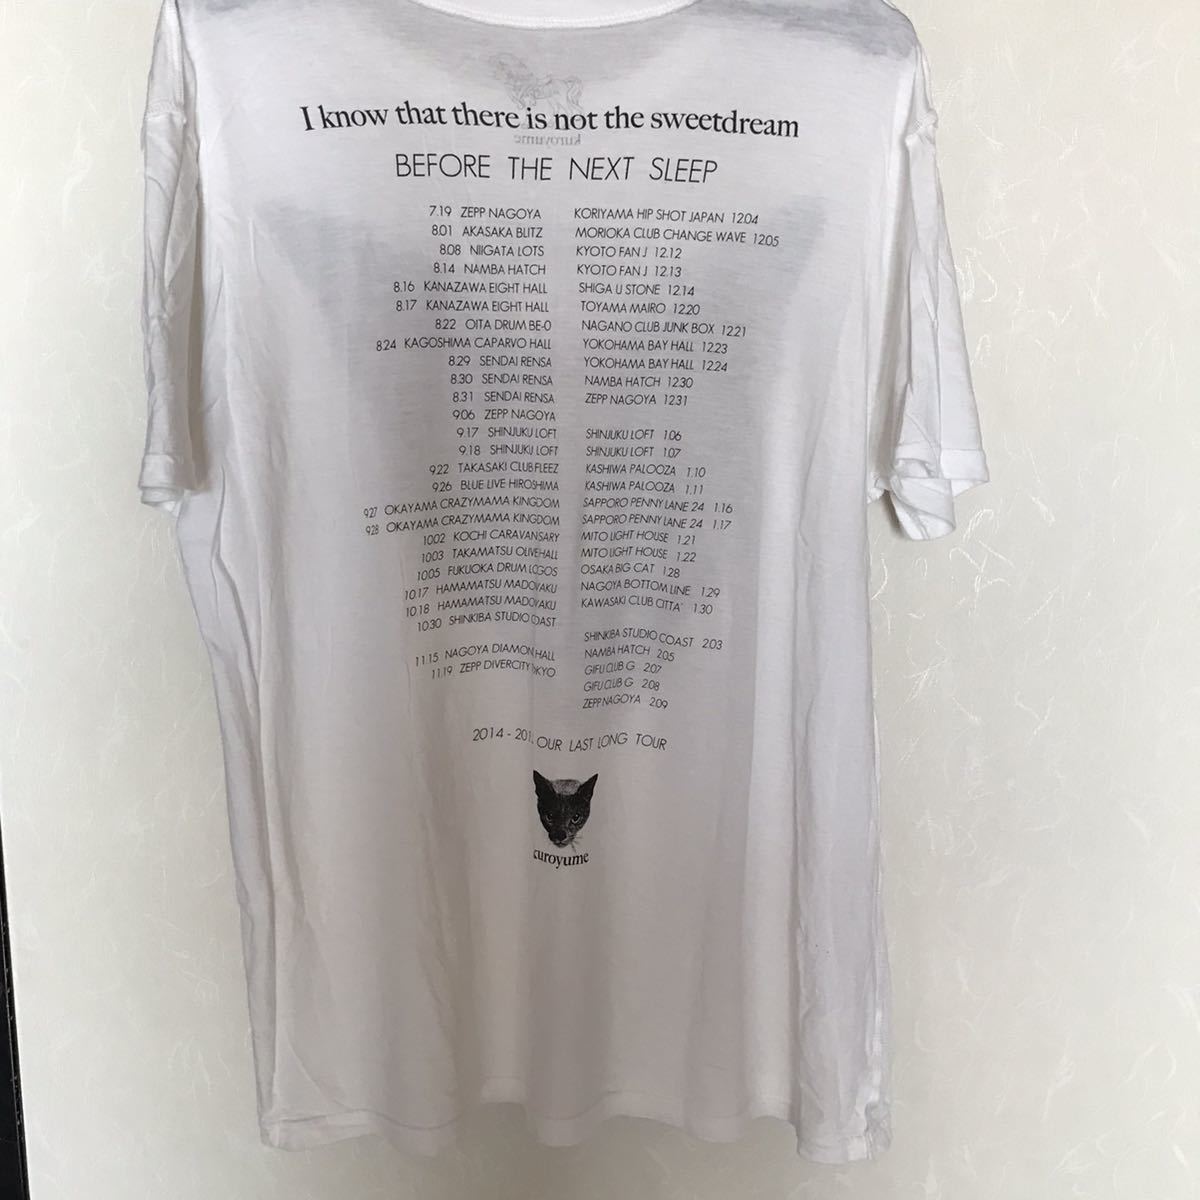 I know that there is not the sweetdream
kuroyume
BEFORE THE NEXT SLEEP
7.19 ZEPP NAGOYA
8.01 AKASAKA BLITZ
8.08 NIIGATA LOTS
8.14 NAMBA HATCH
8.16 KANAZAWA EIGHT HALL
8.17 KANAZAWA EIGHT HALL
8.22 OITA DRUM BE-0
8.24 KAGOSHIMA CAPARVO HALL
8.29 SENDAI RENSA
8.30 SENDAI RENSA
8.31 SENDAI RENSA
9.06 ZEPP NAGOYA
9.17 SHINJUKU LOFT
9.18 SHINJUKU LOFT
9.22 TAKASAKI CLUB FLEEZ
9.26 BLUE LIVE HIROSHIMA
9.27 OKAYAMA CRAZYMAMA KINGDOM
9.28 OKAYAMA CRAZYMAMA KINGDOM
10.02 KOCHI CARAVANSARY
10.03 TAKAMATSU OLIVEHALL
10.05 FUKUOKA DRUM LOGOS
10.17 HAMAMATSU MADOVAKU
10.18 HAMAMATSU MADOVAKU
10.30 SHINKIBA STUDIO COAST
11.15 NAGOYA DIAMON HALL
11.19 ZEPP DIVERCITY TOKYO
KORIYAMA HIP SHOT JAPAN 12.04
MORIOKA CLUB CHANGE WAVE 12.05
KYOTO FAN J 12.12
KYOTO FAN J 12.13
SHIGA U STONE 12.14
TOYAMA MAIRO 12.20
NAGANO CLUB JUNK BOX 12.21
YOKOHAMA BAY HALL 12.23
YOKOHAMA BAY HALL 12.24
NAMBA HATCH 12.30
ZEPP NAGOYA 12.31
SHINJUKU LOFT 1.06
SHINJUKU LOFT 1.07
KASHIWA PALOOZA 1.10
KASHIWA PALOOZA 1.11
SAPPORO PENNY LANE 24 1.16
SAPPORO PENNY LANE 24 1.17
MITO LIGHT HOUSE 1.21
MITO LIGHT HOUSE 1.22
OSAKA BIG CAT 1.28
NAGOYA BOTTOM LINE 1.29
KAWASAKI CLUB CITTA' 1.30
SHINKIBA STUDIO COAST 2.03
NAMBA HATCH 2.05
GIFU CLUB G 2.07
GIFU CLUB G 2.08
ZEPP NAGOYA 2.09
2014 - 201 OUR LAST LONG TOUR
kuroyume